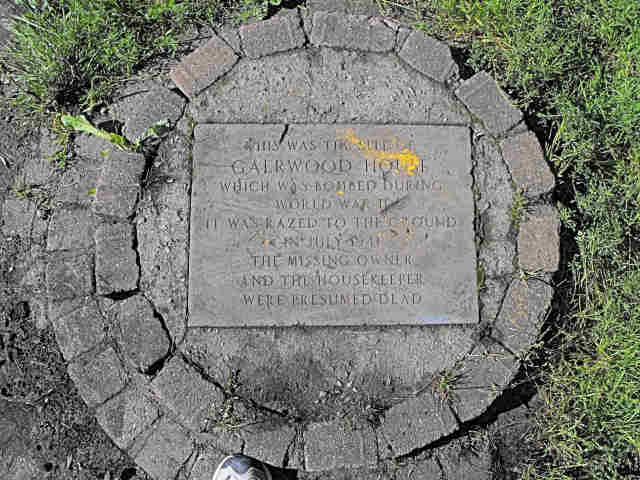 THIS WAS THE SITE OF
GAERWOOD HOUSE
WHICH WAS BOMBED DURING
WORLD WAR II
IT WAS RAZED TO THE GROUND
IN JULY
THE MISSING OWNER
AND THE HOUSEKEEPER
WERE PRESUMED DEAD